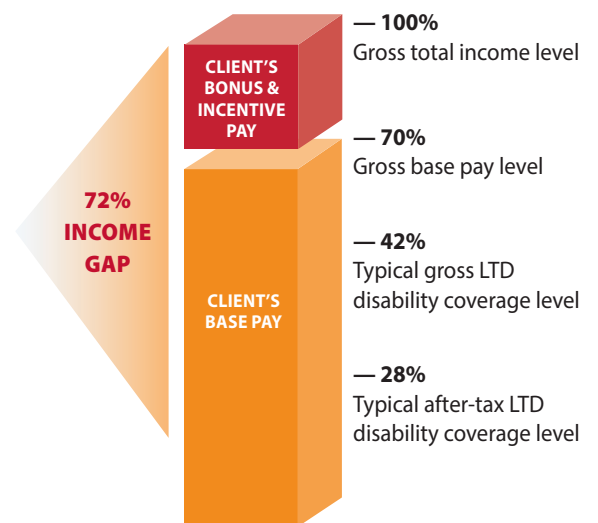 — 100%
Gross total income level
CLIENT'S
BONUS &
INCENTIVE
PAY
— 70%
Gross base pay level
72%
INCOME
GAP
— 42%
Typical gross LTD
disability coverage level
CLIENT'S
BASE PAY
— 28%
Typical after-tax LTD
disability coverage level